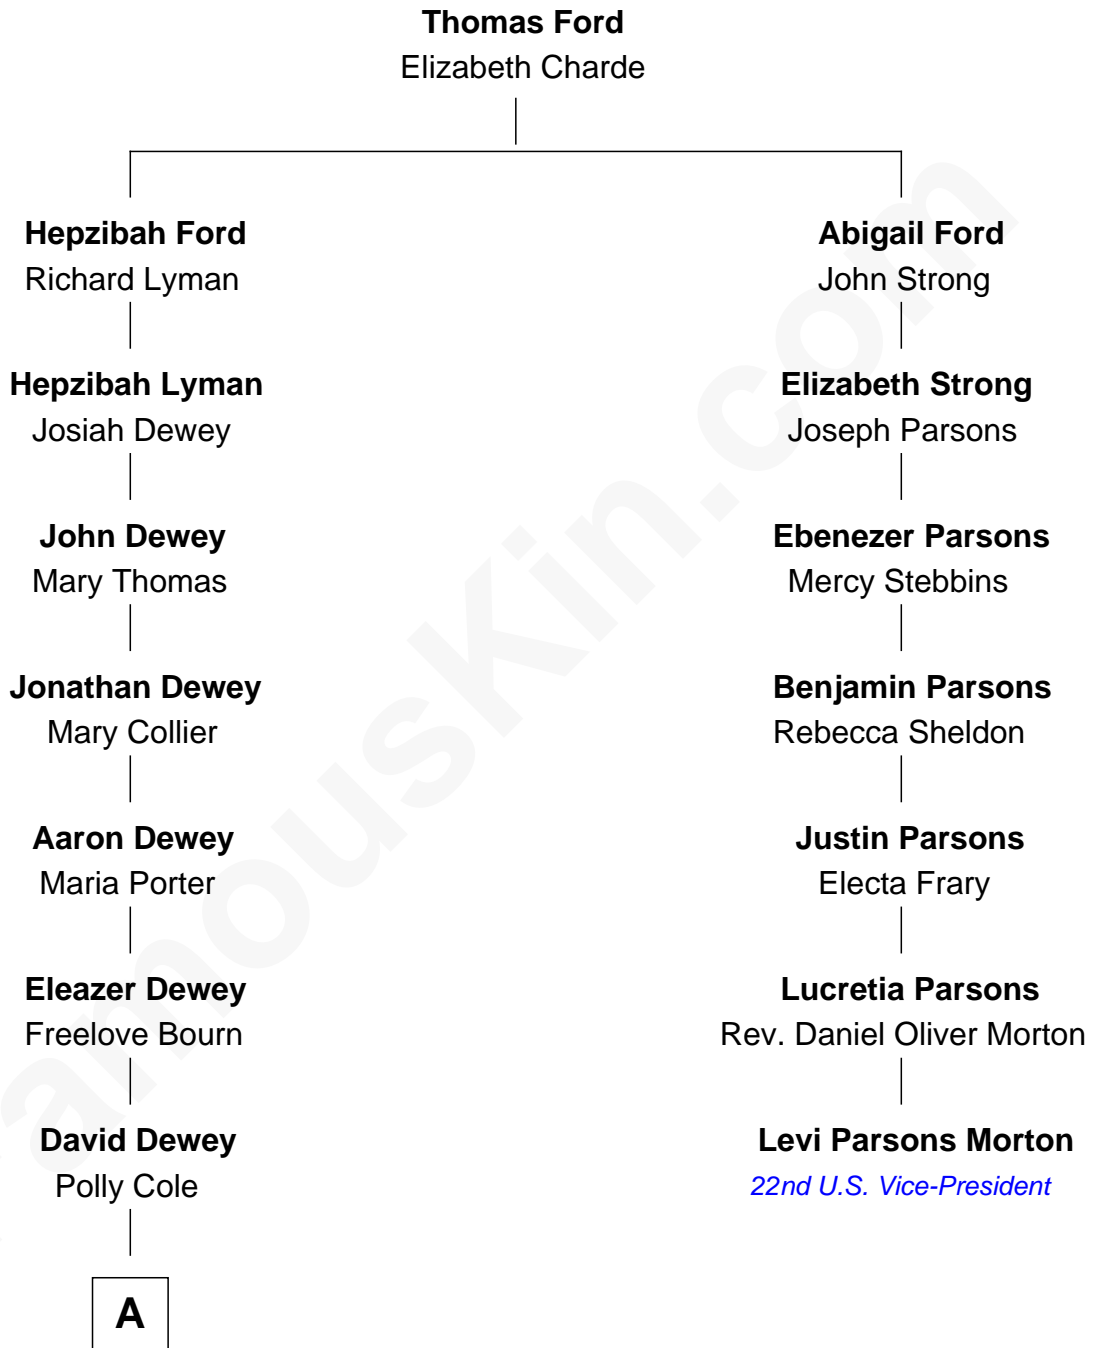 Thomas Ford
Elizabeth Charde
Hepzibah Ford
Richard Lyman
Abigail Ford
John Strong
Hepzibah Lyman
Josiah Dewey
Elizabeth Strong
Joseph Parsons
John Dewey
Mary Thomas
Ebenezer Parsons
Mercy Stebbins
Jonathan Dewey
Mary Collier
Benjamin Parsons
Rebecca Sheldon
Aaron Dewey
Maria Porter
Justin Parsons
Electa Frary
Eleazer Dewey
Freelove Bourn
Lucretia Parsons
Rev. Daniel Oliver Morton
David Dewey
Polly Cole
Levi Parsons Morton
22nd U.S. Vice-President
A
amousKin.com